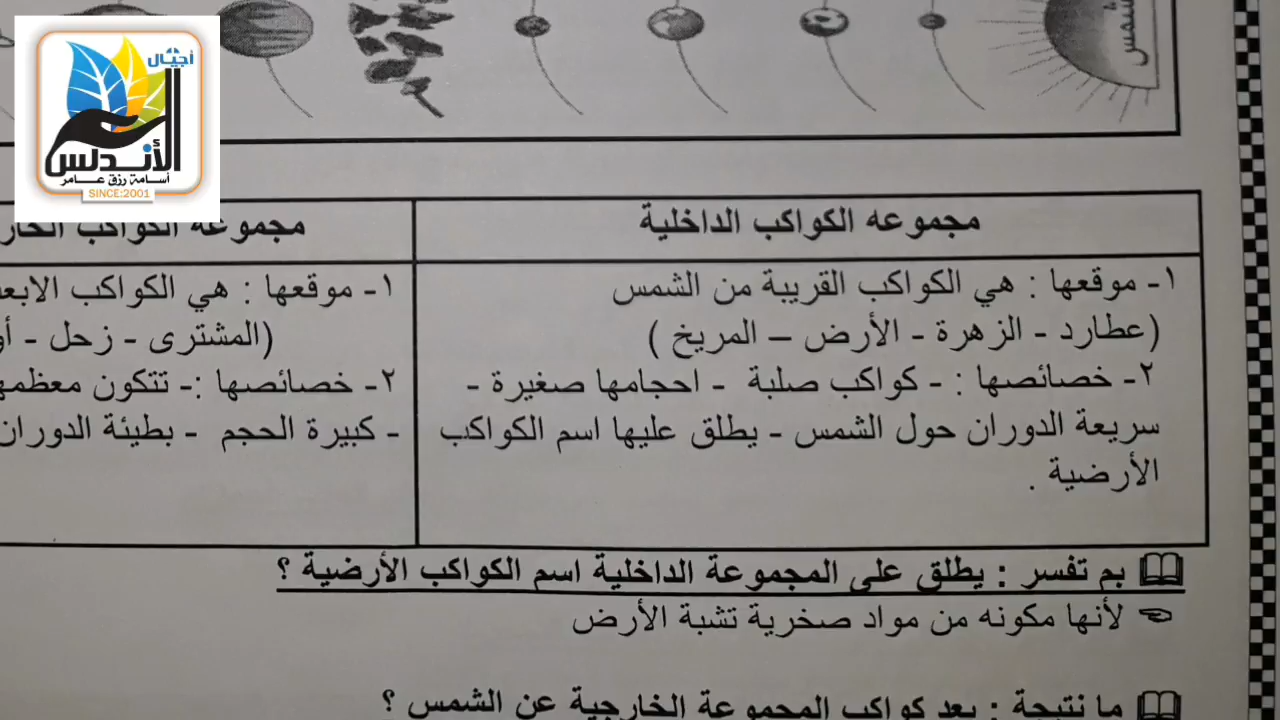 أجيال
الأندلس
أسامة رزق عامر
SINCE:2001
شمس
مجموعه الكواكب الداخلية
١- موقعها : هي الكواكب القريبة من الشمس
(عطارد - الزهرة - الأرض – المريخ )
٢- خصائصها : - كواكب صلبة - احجامها صغيرة -
سريعة الدوران حول الشمس - يطلق عليها اسم الكواكب
الأرضية .
مجموعه الكواكب
١- موقعها : هي الكواكب
(المشترى - زحل -
٢- خصائصها :- تتكون
- كبيرة الحجم - بطيئة الدوران
بم تفسر : يطلق على المجموعة الداخلية اسم الكواكب الأرضية ؟
لأنها مكونه من مواد صخرية تشبة الأرض
ما نتيجة : بعد كواكب المجموعة الخارجية عن الشمس ؟